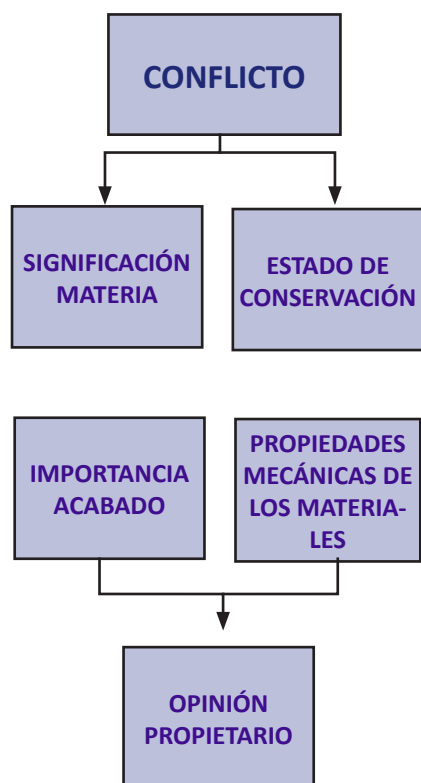 CONFLICTO
SIGNIFICACIÓN
MATERIA
ESTADO DE
CONSERVACIÓN
IMPORTANCIA
ACABADO
PROPIEDADES
MECÁNICAS DE
LOS MATERIA-
LES
OPINIÓN
PROPIETARIO